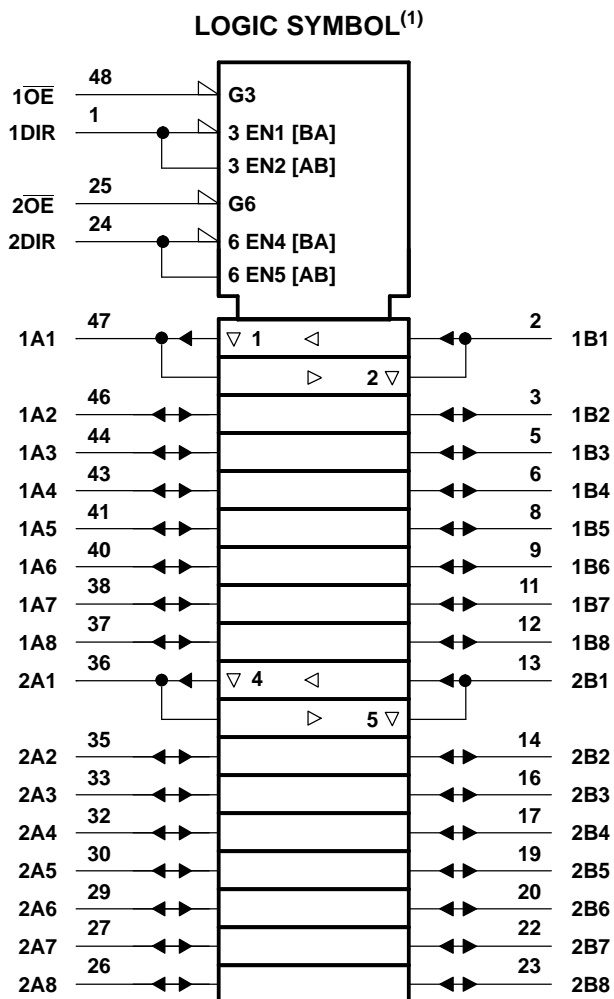 LOGIC SYMBOL(1)
1O̅E̅ 48 G3
1DIR 1 3 EN1 [BA]
3 EN2 [AB]
2O̅E̅ 25 G6
2DIR 24 6 EN4 [BA]
6 EN5 [AB]
1A1 47 ▽ 1 ◁ 2 1B1
▷ 2 ▽
1A2 46 3 1B2
1A3 44 5 1B3
1A4 43 6 1B4
1A5 41 8 1B5
1A6 40 9 1B6
1A7 38 11 1B7
1A8 37 12 1B8
2A1 36 ▽ 4 ◁ 13 2B1
▷ 5 ▽
2A2 35 14 2B2
2A3 33 16 2B3
2A4 32 17 2B4
2A5 30 19 2B5
2A6 29 20 2B6
2A7 27 22 2B7
2A8 26 23 2B8